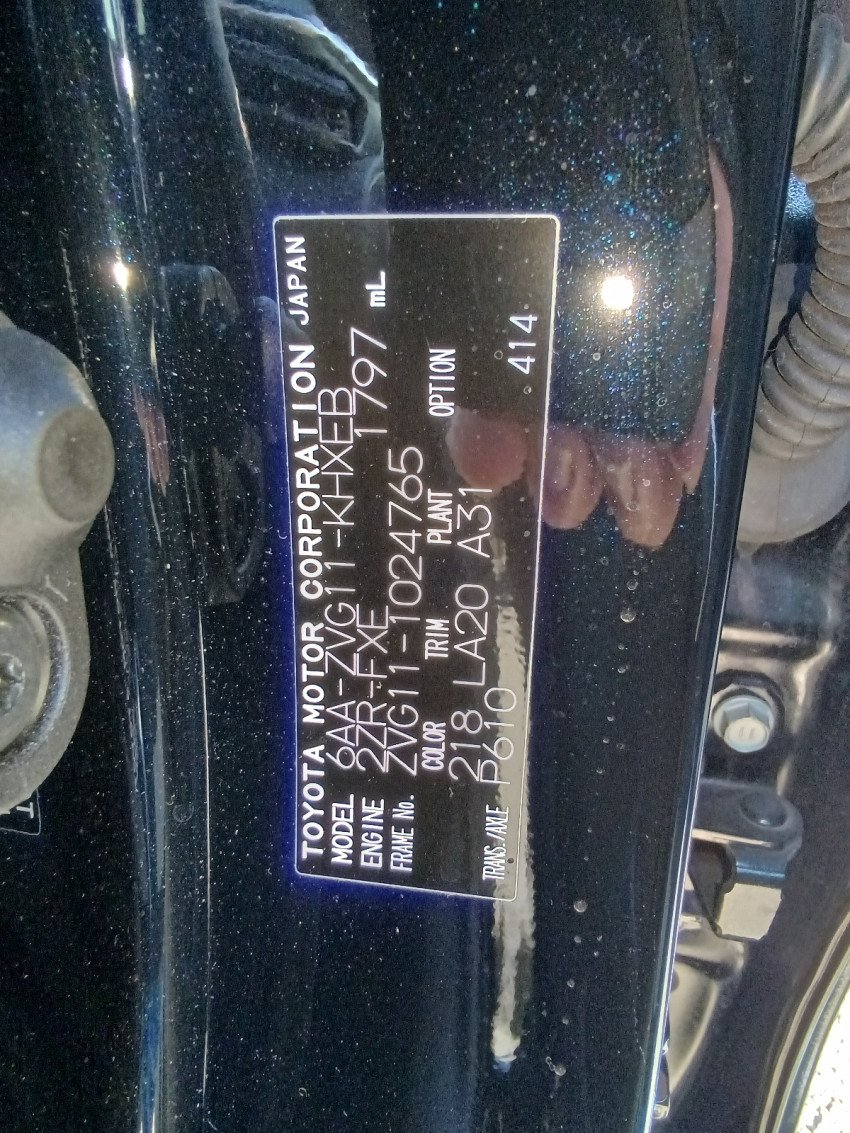 TOYOTA MOTOR CORPORATION JAPAN
MODEL 6AA-ZVG11-KHXEB
ENGINE 2ZR-FXE 1797 mL
FRAME No. ZVG11-1024765
COLOR TRIM PLANT OPTION
218 LA20 A31
TRANS./AXLE P610 414